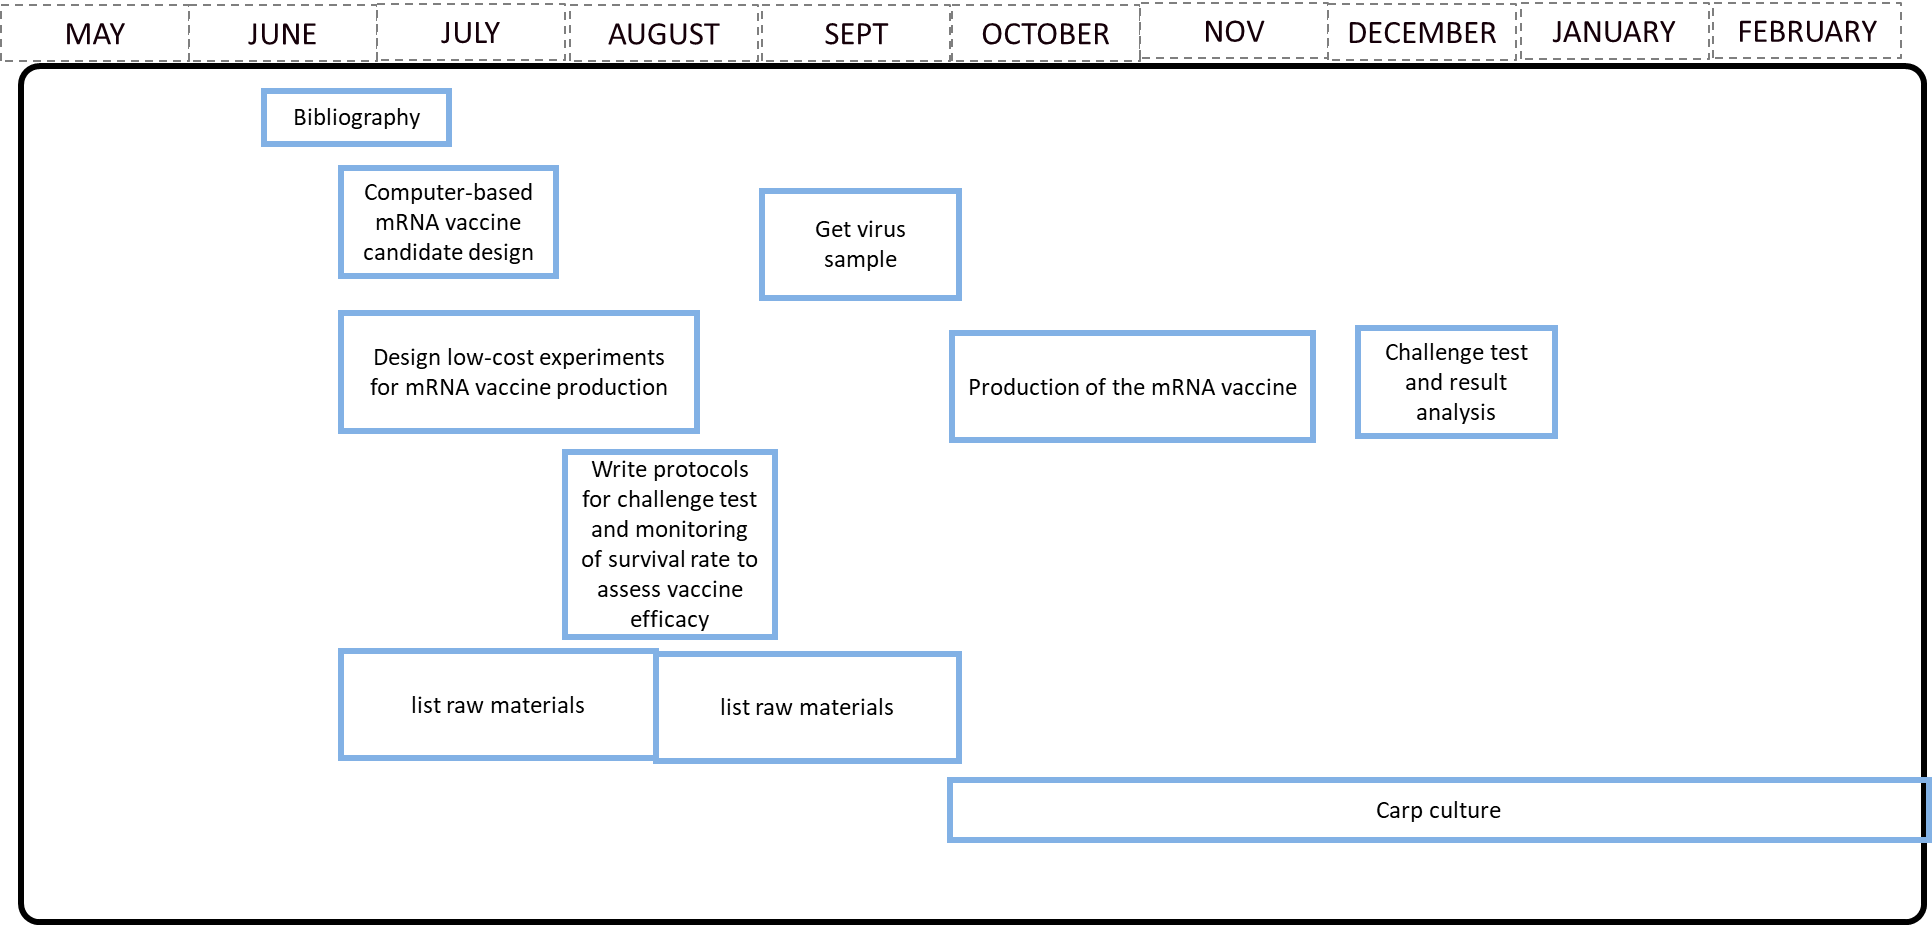 MAY
JUNE
JULY
AUGUST
SEPT
OCTOBER
NOV
DECEMBER
JANUARY
FEBRUARY
Bibliography
Computer-based
mRNA vaccine
candidate design
Get virus
sample
Design low-cost experiments
for mRNA vaccine production
Production of the mRNA vaccine
Challenge test
and result
analysis
Write protocols
for challenge test
and monitoring
of survival rate to
assess vaccine
efficacy
list raw materials
list raw materials
Carp culture